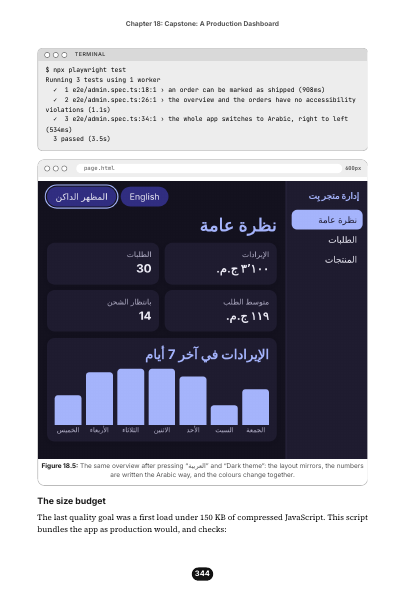 Chapter 18: Capstone: A Production Dashboard
TERMINAL
$ npx playwright test
Running 3 tests using 1 worker
✓ 1 e2e/admin.spec.ts:18:1 › an order can be marked as shipped (908ms)
✓ 2 e2e/admin.spec.ts:26:1 › the overview and the orders have no accessibility
violations (1.1s)
✓ 3 e2e/admin.spec.ts:34:1 › the whole app switches to Arabic, right to left
(534ms)
3 passed (3.5s)
page.html
600px
إدارة متجر بِت
نظرة عامة
الطلبات
المنتجات
English
المظهر الداكن
نظرة عامة
الإيرادات
٣٬١٠٠ ج.م.
الطلبات
30
متوسط الطلب
١١٩ ج.م.
بانتظار الشحن
14
الإيرادات في آخر 7 أيام
الجمعة السبت الأحد الاثنين الثلاثاء الأربعاء الخميس
Figure 18.5: The same overview after pressing "العربية" and "Dark theme": the layout mirrors, the numbers
are written the Arabic way, and the colours change together.
The size budget
The last quality goal was a first load under 150 KB of compressed JavaScript. This script
bundles the app as production would, and checks:
344